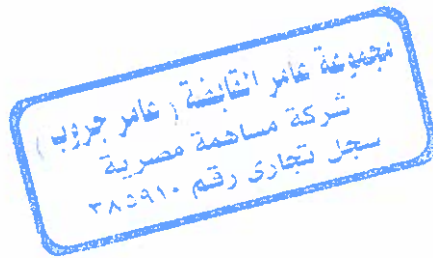 مجموعة عامر القابضة ( عامر جروب )
شركة مساهمة مصرية
سجل تجارى رقم ٣٨٥٩١٠